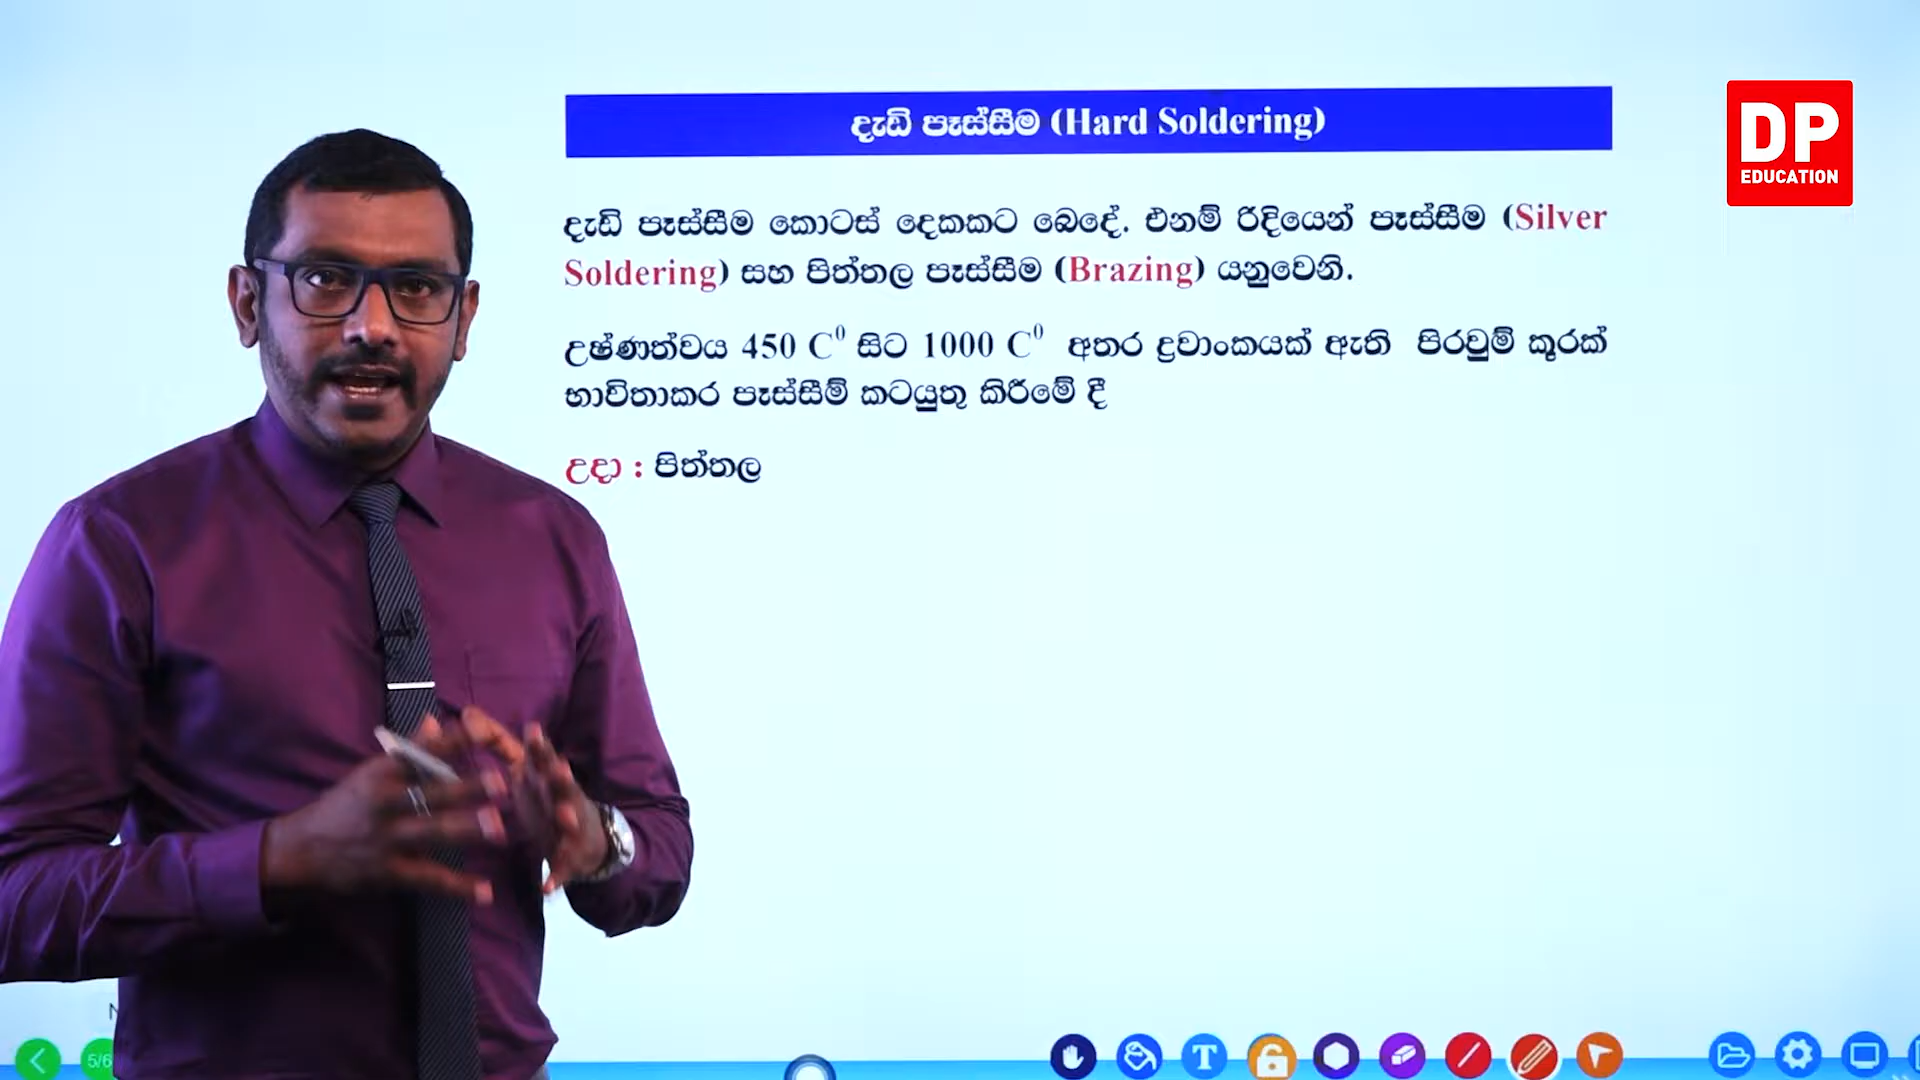 දැඩි පෑස්සීම (Hard Soldering)
DP
EDUCATION
දැඩි පෑස්සීම කොටස් දෙකකට බෙදේ. එනම් රිදියෙන් පෑස්සීම (Silver
Soldering) සහ පිත්තල පෑස්සීම (Brazing) යනුවෙනි.
උෂ්ණත්වය 450 C⁰ සිට 1000 C⁰ අතර ද්‍රවාංකයක් ඇති පිරවුම් කූරක්
භාවිතාකර පෑස්සීම් කටයුතු කිරීමේ දී
උදා : පිත්තල
N
5/6
T